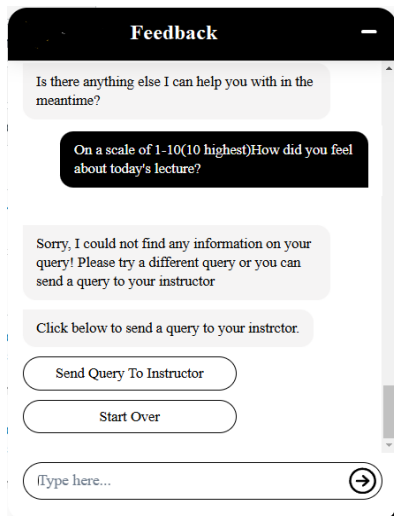 Feedback
Is there anything else I can help you with in the
meantime?
On a scale of 1-10(10 highest)How did you feel
about today's lecture?
Sorry, I could not find any information on your
query! Please try a different query or you can
send a query to your instructor
Click below to send a query to your instrctor.
Send Query To Instructor
Start Over
Type here...